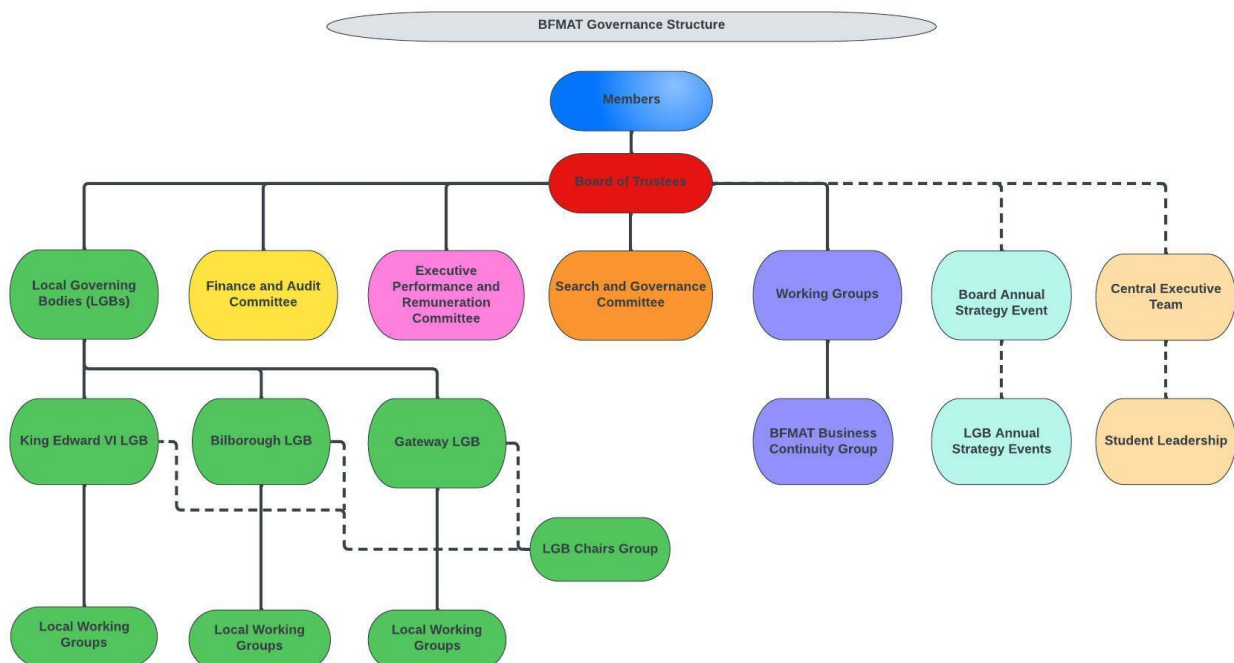 BFMAT Governance Structure
Members
Board of Trustees
Local Governing
Bodies (LGBs)
Finance and Audit
Committee
Executive
Performance and
Remuneration
Committee
Search and Governance
Committee
Working Groups
Board Annual
Strategy Event
Central Executive
Team
King Edward VI LGB
Bilborough LGB
Gateway LGB
BFMAT Business
Continuity Group
LGB Annual
Strategy Events
Student Leadership
LGB Chairs Group
Local Working
Groups
Local Working
Groups
Local Working
Groups